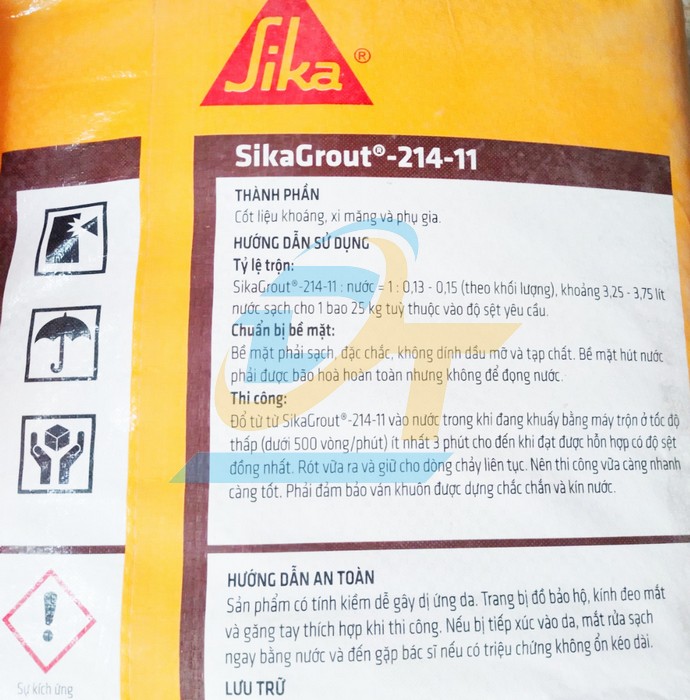 Sika®
SikaGrout®-214-11
THÀNH PHẦN
Cốt liệu khoáng, xi măng và phụ gia.
HƯỚNG DẪN SỬ DỤNG
Tỷ lệ trộn:
SikaGrout®-214-11 : nước = 1 : 0,13 - 0,15 (theo khối lượng), khoảng 3,25 - 3,75 lít
nước sạch cho 1 bao 25 kg tuỳ thuộc vào độ sệt yêu cầu.
Chuẩn bị bề mặt:
Bề mặt phải sạch, đặc chắc, không dính dầu mỡ và tạp chất. Bề mặt hút nước
phải được bão hoà hoàn toàn nhưng không để đọng nước.
Thi công:
Đổ từ từ SikaGrout®-214-11 vào nước trong khi đang khuấy bằng máy trộn ở tốc độ
thấp (dưới 500 vòng/phút) ít nhất 3 phút cho đến khi đạt được hỗn hợp có độ sệt
đồng nhất. Rót vữa ra và giữ cho dòng chảy liên tục. Nên thi công vữa càng nhanh
càng tốt. Phải đảm bảo ván khuôn được dựng chắc chắn và kín nước.
HƯỚNG DẪN AN TOÀN
Sản phẩm có tính kiềm dễ gây dị ứng da. Trang bị đồ bảo hộ, kính đeo mắt
và găng tay thích hợp khi thi công. Nếu bị tiếp xúc vào da, mắt rửa sạch
ngay bằng nước và đến gặp bác sĩ nếu có triệu chứng không ổn kéo dài.
LƯU TRỮ
Sự kích ứng
DT